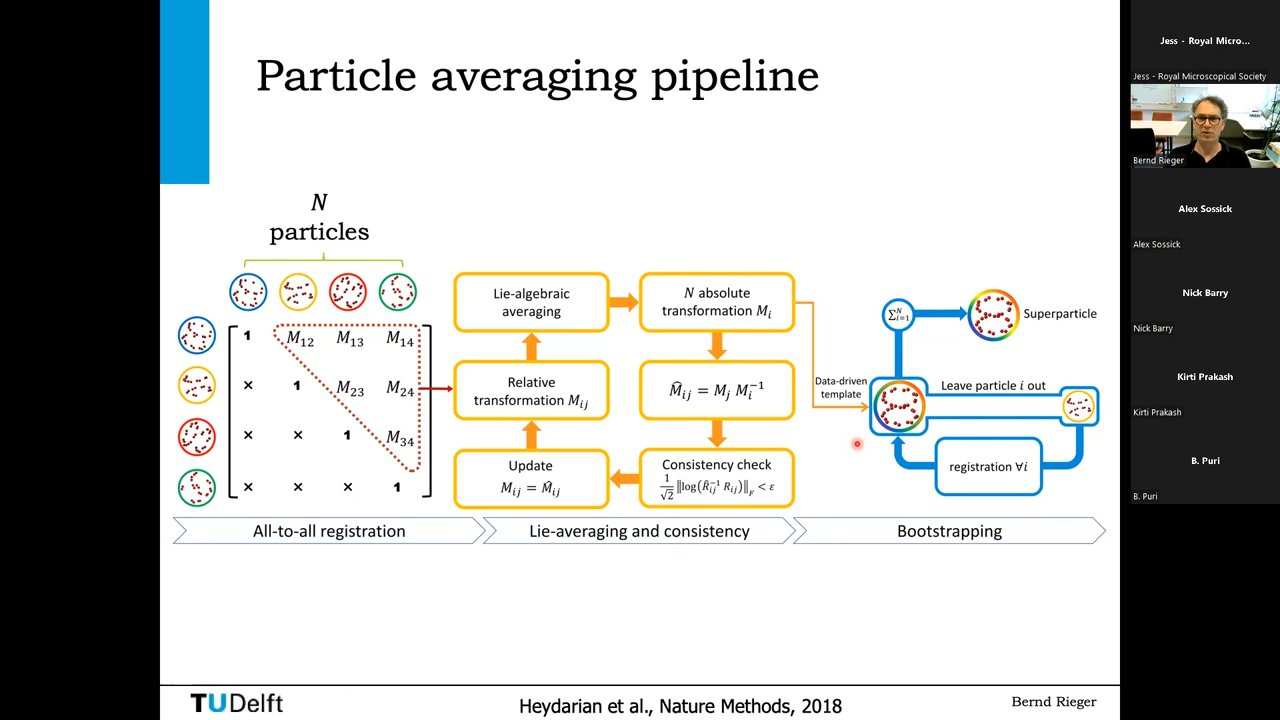 Particle averaging pipeline
N
particles
1 M₁₂ M₁₃ M₁₄
× 1 M₂₃ M₂₄
× × 1 M₃₄
× × × 1
Lie-algebraic
averaging
N absolute
transformation Mᵢ
Relative
transformation Mᵢⱼ
M̂ᵢⱼ = Mⱼ Mᵢ⁻¹
Update
Mᵢⱼ = M̂ᵢⱼ
Consistency check
1/√2 ‖log(R̂ᵢⱼ⁻¹ Rᵢⱼ)‖_F < ε
Data-driven
template
∑ᵢ₌₁ᴺ
Superparticle
Leave particle i out
registration ∀i
All-to-all registration
Lie-averaging and consistency
Bootstrapping
TUDelft
Heydarian et al., Nature Methods, 2018
Bernd Rieger
Jess - Royal Micro...
Jess - Royal Microscopical Society
Bernd Rieger
Alex Sossick
Alex Sossick
Nick Barry
Nick Barry
Kirti Prakash
Kirti Prakash
B. Puri
B. Puri